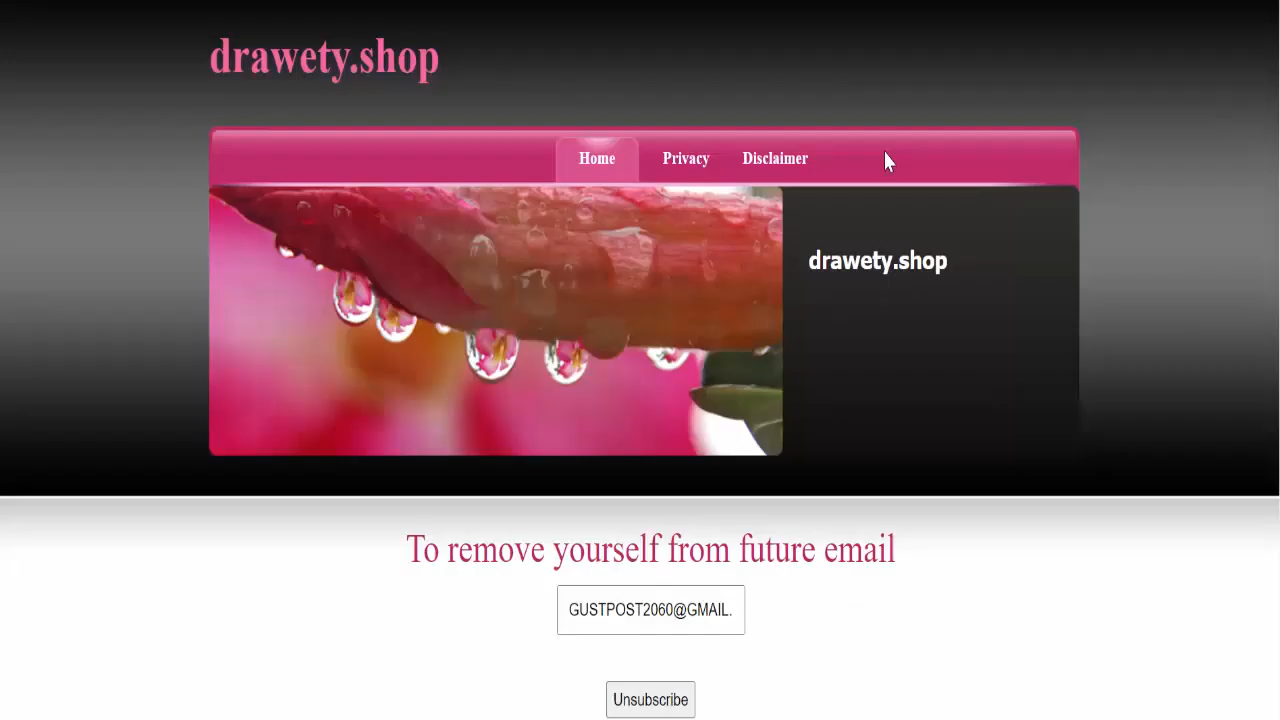 drawety.shop
Home Privacy Disclaimer
drawety.shop
To remove yourself from future email
GUSTPOST2060@GMAIL.
Unsubscribe